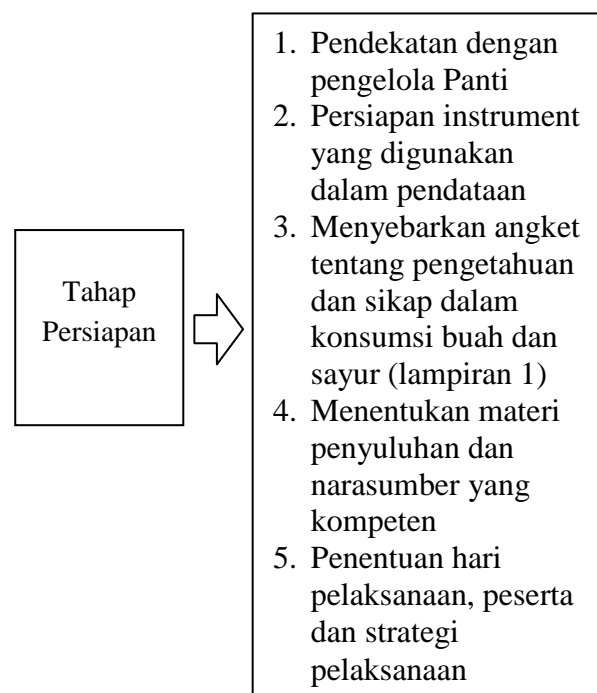 Tahap
Persiapan
1. Pendekatan dengan
pengelola Panti
2. Persiapan instrument
yang digunakan
dalam pendataan
3. Menyebarkan angket
tentang pengetahuan
dan sikap dalam
konsumsi buah dan
sayur (lampiran 1)
4. Menentukan materi
penyuluhan dan
narasumber yang
kompeten
5. Penentuan hari
pelaksanaan, peserta
dan strategi
pelaksanaan